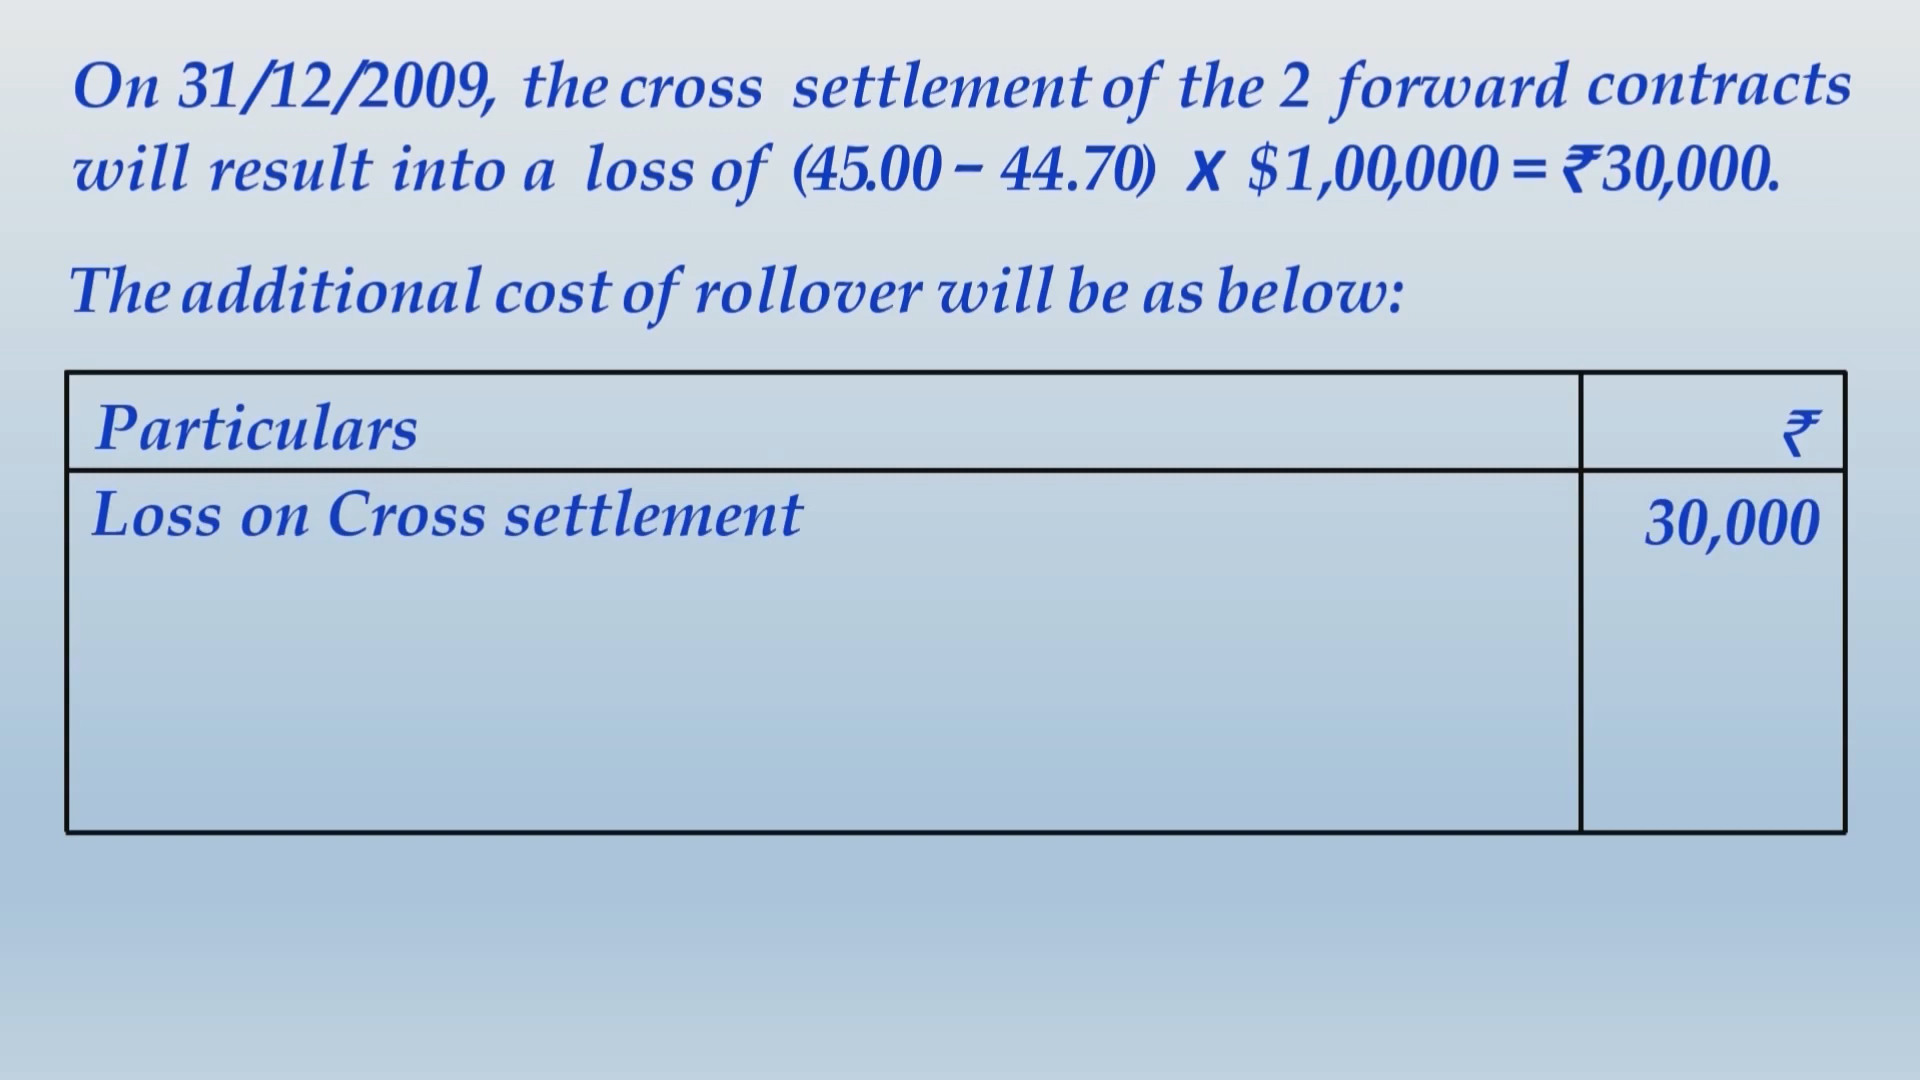 On 31/12/2009, the cross settlement of the 2 forward contracts
will result into a loss of (45.00 – 44.70) X $1,00,000 = ₹30,000.
The additional cost of rollover will be as below:
Particulars ₹
Loss on Cross settlement 30,000